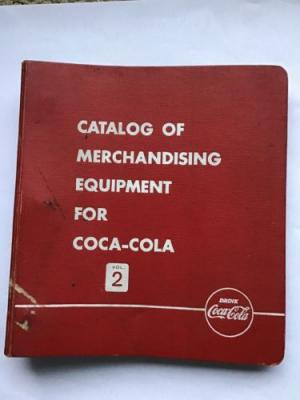 CATALOG OF
MERCHANDISING
EQUIPMENT
FOR
COCA-COLA
VOL.
2
DRINK
Coca-Cola